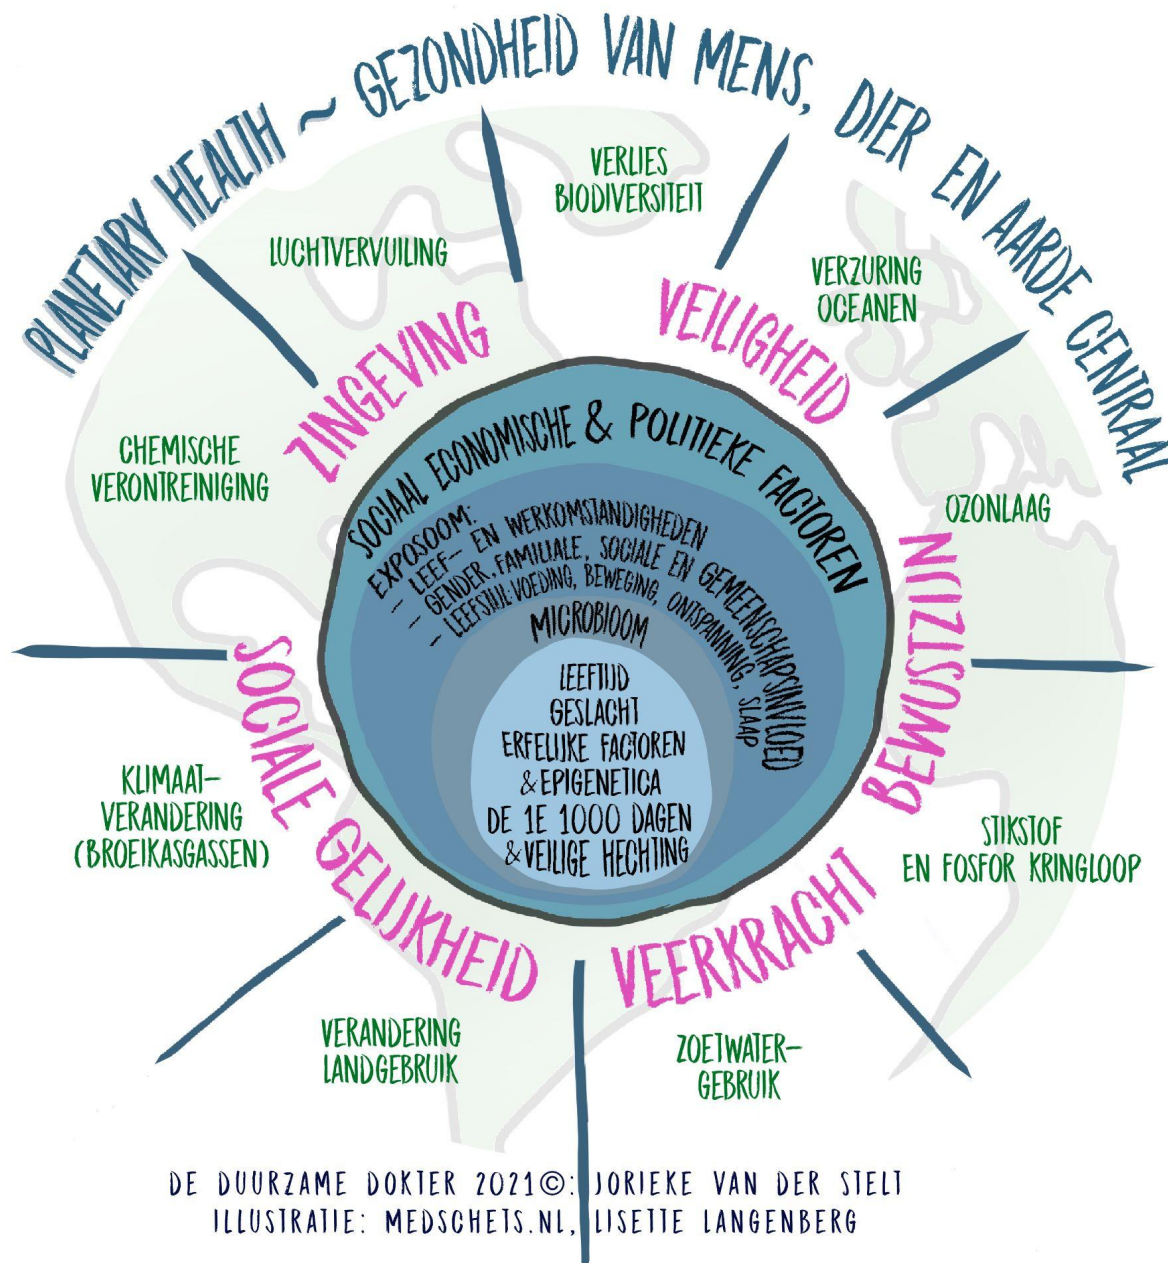 PLANETARY HEALTH ~ GEZONDHEID VAN MENS, DIER EN AARDE CENTRAAL
VERLIES
BIODIVERSITEIT
LUCHTVERVUILING
VERZURING
OCEANEN
CHEMISCHE
VERONTREINIGING
OZONLAAG
KLIMAAT-
VERANDERING
(BROEIKASGASSEN)
STIKSTOF
EN FOSFOR KRINGLOOP
VERANDERING
LANDGEBRUIK
ZOETWATER-
GEBRUIK
ZINGEVING
VEILIGHEID
BEWUSTZIJN
VEERKRACHT
SOCIALE GELIJKHEID
SOCIAAL ECONOMISCHE & POLITIEKE FACTOREN
EXPOSOOM:
- LEEF- EN WERKOMSTANDIGHEDEN
- GENDER, FAMILIALE, SOCIALE EN GEMEENSCHAPSINVLOED
- LEEFSTIJL: VOEDING, BEWEGING, ONTSPANNING, SLAAP
MICROBIOOM
LEEFTIJD
GESLACHT
ERFELIJKE FACTOREN
& EPIGENETICA
DE 1E 1000 DAGEN
& VEILIGE HECHTING
DE DUURZAME DOKTER 2021©: JORIEKE VAN DER STELT
ILLUSTRATIE: MEDSCHETS.NL, LISETTE LANGENBERG